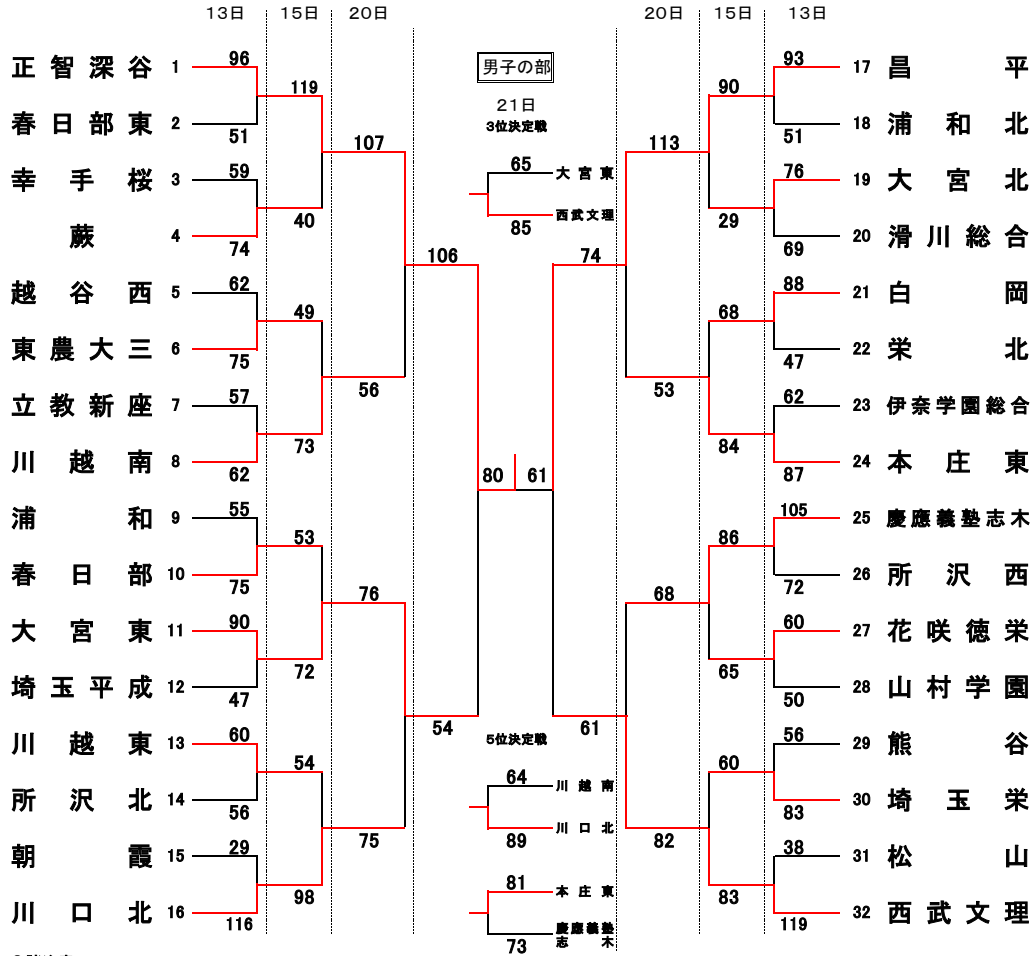 13日 15日 20日 20日 15日 13日
男子の部
21日
3位決定戦
65 大宮東
85 西武文理
正智深谷 1 96
春日部東 2 51
119
幸手桜 3 59
蕨 4 74
40
107
越谷西 5 62
東農大三 6 75
49
立教新座 7 57
川越南 8 62
73
56
106
浦和 9 55
春日部 10 75
53
大宮東 11 90
埼玉平成 12 47
72
76
川越東 13 60
所沢北 14 56
54
朝霞 15 29
川口北 16 116
98
75
54
80 61
93 17 昌平
51 18 浦和北
90
76 19 大宮北
69 20 滑川総合
29
113
88 21 白岡
47 22 栄北
68
62 23 伊奈学園総合
87 24 本庄東
84
53
74
105 25 慶應義塾志木
72 26 所沢西
86
60 27 花咲徳栄
50 28 山村学園
65
68
56 29 熊谷
83 30 埼玉栄
60
38 31 松山
119 32 西武文理
83
82
61
5位決定戦
64 川越南
89 川口北
81 本庄東
73 慶應義塾志木